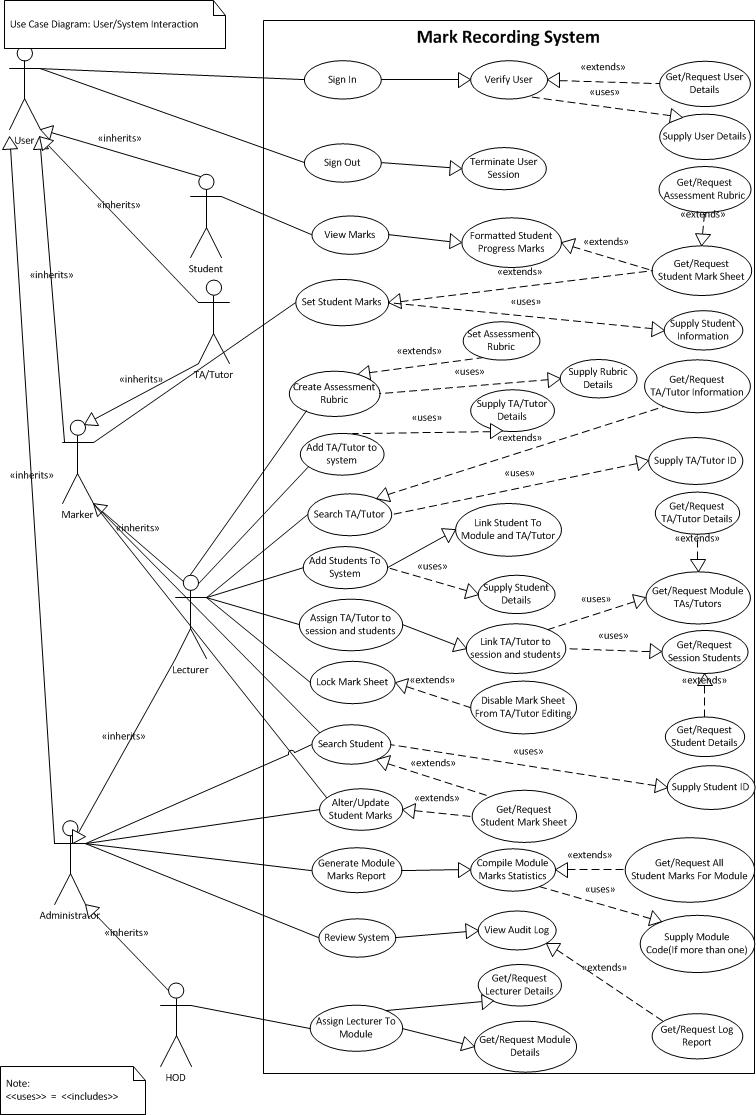 Use Case Diagram: User/System Interaction
Mark Recording System
«extends»
Sign In
Verify User
Get/Request User
Details
«uses»
User
«inherits»
Supply User Details
Sign Out
Terminate User
Session
Get/Request
Assessment Rubric
«inherits»
«extends»
View Marks
Formatted Student
Progress Marks
«extends»
Student
Get/Request
Student Mark Sheet
«inherits»
«extends»
Set Student Marks
«uses»
Supply Student
Information
Set Assessment
Rubric
«extends»
TA/Tutor
«inherits»
Create Assessment
Rubric
«uses»
Supply Rubric
Details
Get/Request
TA/Tutor Information
Supply TA/Tutor
Details
«uses»
«extends»
Add TA/Tutor to
system
«inherits»
«uses»
Supply TA/Tutor ID
Marker
Search TA/Tutor
Get/Request
TA/Tutor Details
«inherits»
Link Student To
Module and TA/Tutor
«extends»
Add Students To
System
«uses»
Supply Student
Details
Get/Request Module
TAs/Tutors
«uses»
Assign TA/Tutor to
session and students
Link TA/Tutor to
session and students
«uses»
Get/Request
Session Students
Lecturer
Lock Mark Sheet
«extends»
«extends»
Disable Mark Sheet
From TA/Tutor Editing
«inherits»
Get/Request
Student Details
Search Student
«uses»
«extends»
Supply Student ID
Alter/Update
Student Marks
«extends»
Get/Request
Student Mark Sheet
Generate Module
Marks Report
Compile Module
Marks Statistics
«extends»
Get/Request All
Student Marks For Module
«uses»
Administrator
«inherits»
Review System
View Audit Log
Supply Module
Code(If more than one)
«extends»
Get/Request
Lecturer Details
Assign Lecturer To
Module
Get/Request Log
Report
Get/Request Module
Details
HOD
Note:
<<uses>> = <<includes>>